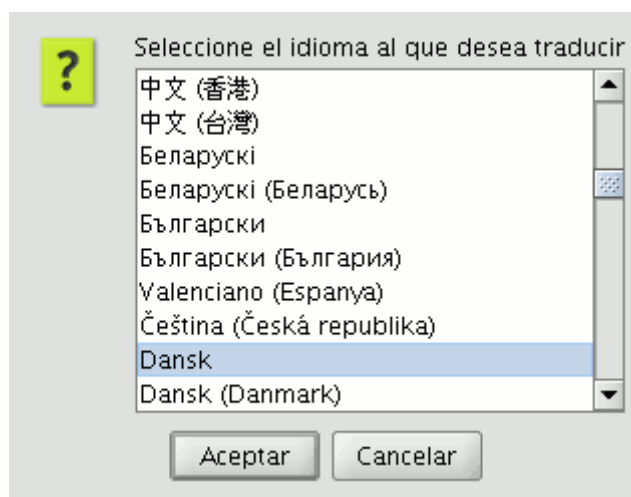 Seleccione el idioma al que desea traducir
中文 (香港)
中文 (台灣)
Беларускі
Беларускі (Беларусь)
Български
Български (България)
Valenciano (Espanya)
Čeština (Česká republika)
Dansk
Dansk (Danmark)
Aceptar Cancelar